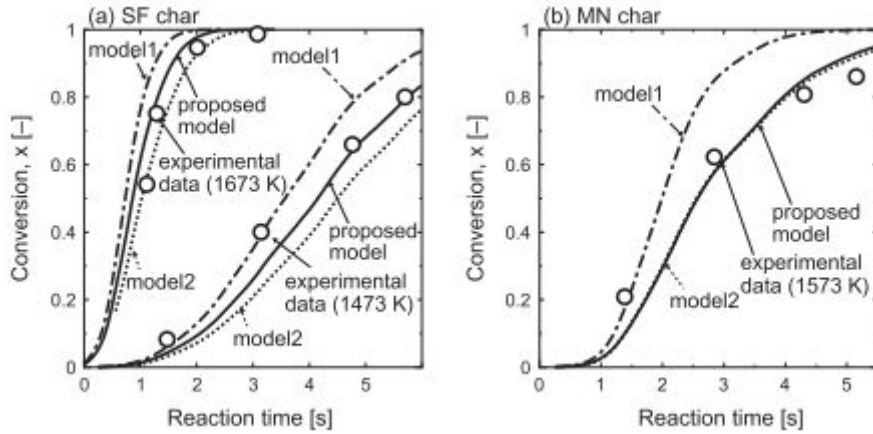 (a) SF char
(b) MN char
Conversion, x [–]
1
0.8
0.6
0.4
0.2
0
model1
model1
proposed
model
experimental
data (1673 K)
model2
proposed
model
experimental
data (1473 K)
model2
0 1 2 3 4 5
Reaction time [s]
Conversion, x [–]
1
0.8
0.6
0.4
0.2
0
model1
proposed
model
experimental
data (1573 K)
model2
0 1 2 3 4 5
Reaction time [s]